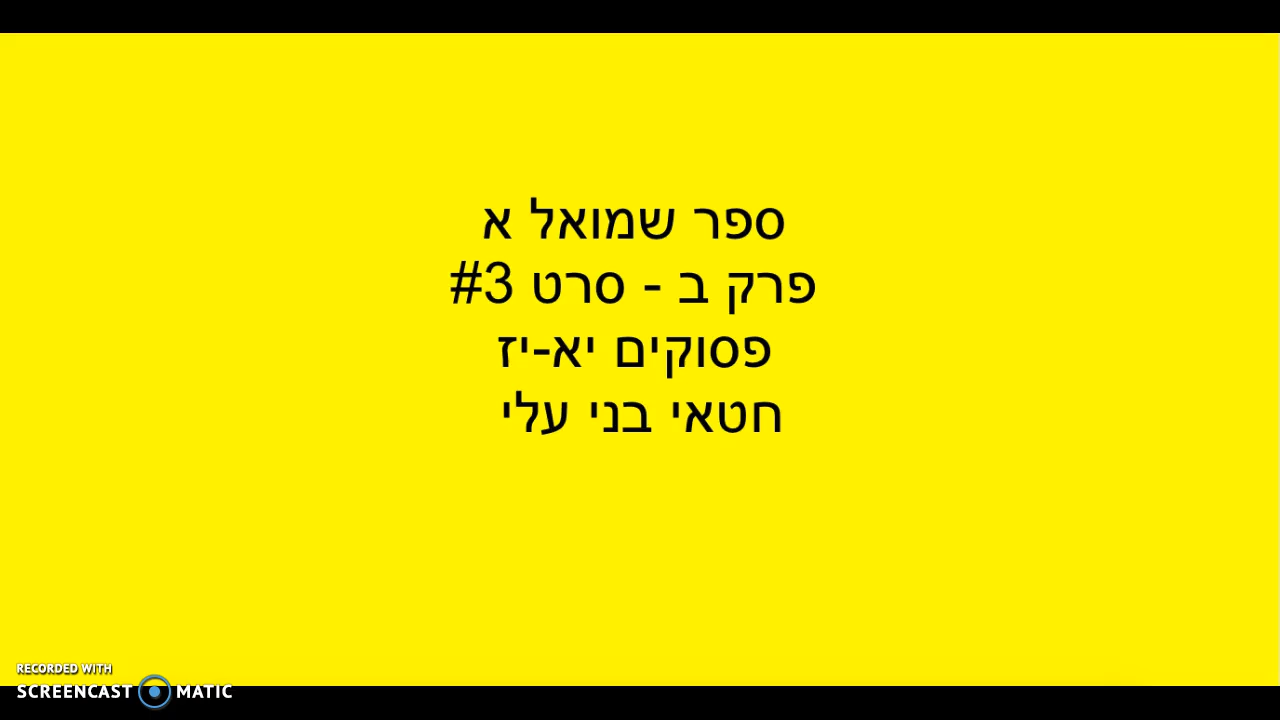 ספר שמואל א
פרק ב - סרט 3#
פסוקים יא-יז
חטאי בני עלי
RECORDED WITH
SCREENCAST MATIC